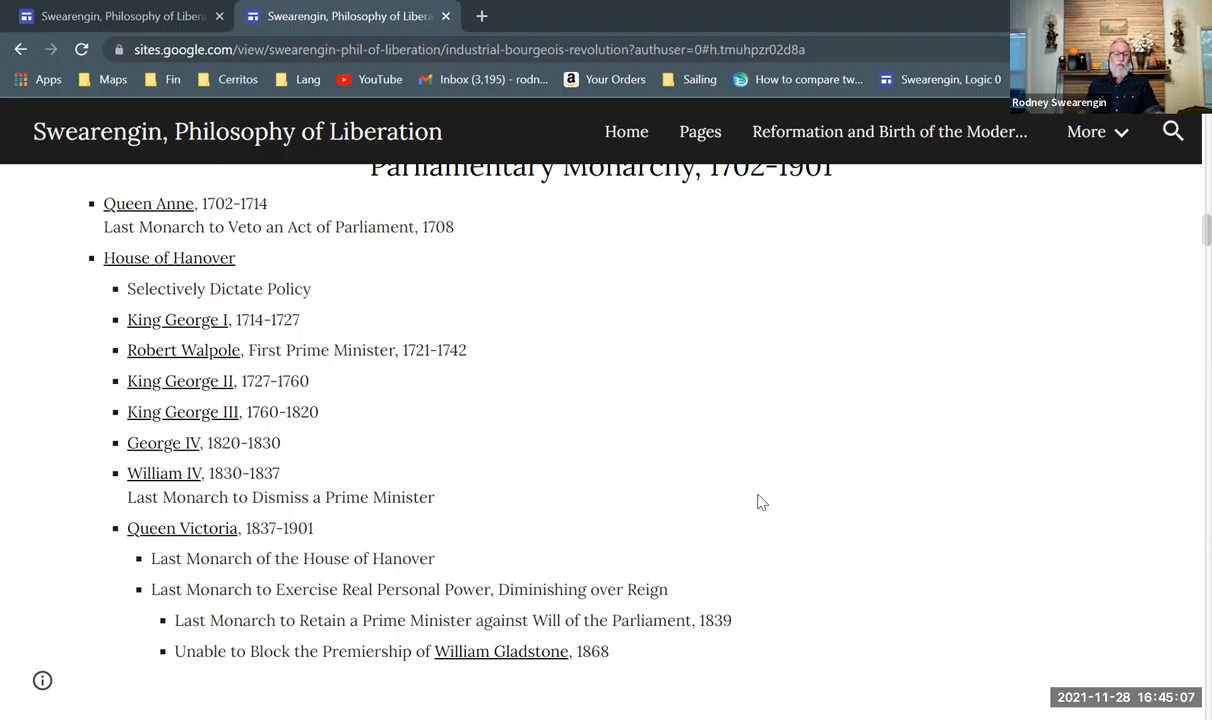 Swearengin, Philosophy of Libera
Swearengin, Philosophy of Libera
sites.google.com/view/swearengin-phil-of-liberation/industrial-bourgeois-revolution?authuser=0#h.tmuhpzr02d8a
Apps Maps Fin Cerritos Lang YouTube Inbox (3,195) - rodn... Your Orders Sailing How to compare tw... Swearengin, Logic 0
Rodney Swearengin
Swearengin, Philosophy of Liberation Home Pages Reformation and Birth of the Moder... More
Parliamentary Monarchy, 1702-1901
Queen Anne, 1702-1714
Last Monarch to Veto an Act of Parliament, 1708
House of Hanover
Selectively Dictate Policy
King George I, 1714-1727
Robert Walpole, First Prime Minister, 1721-1742
King George II, 1727-1760
King George III, 1760-1820
George IV, 1820-1830
William IV, 1830-1837
Last Monarch to Dismiss a Prime Minister
Queen Victoria, 1837-1901
Last Monarch of the House of Hanover
Last Monarch to Exercise Real Personal Power, Diminishing over Reign
Last Monarch to Retain a Prime Minister against Will of the Parliament, 1839
Unable to Block the Premiership of William Gladstone, 1868
2021-11-28 16:45:07